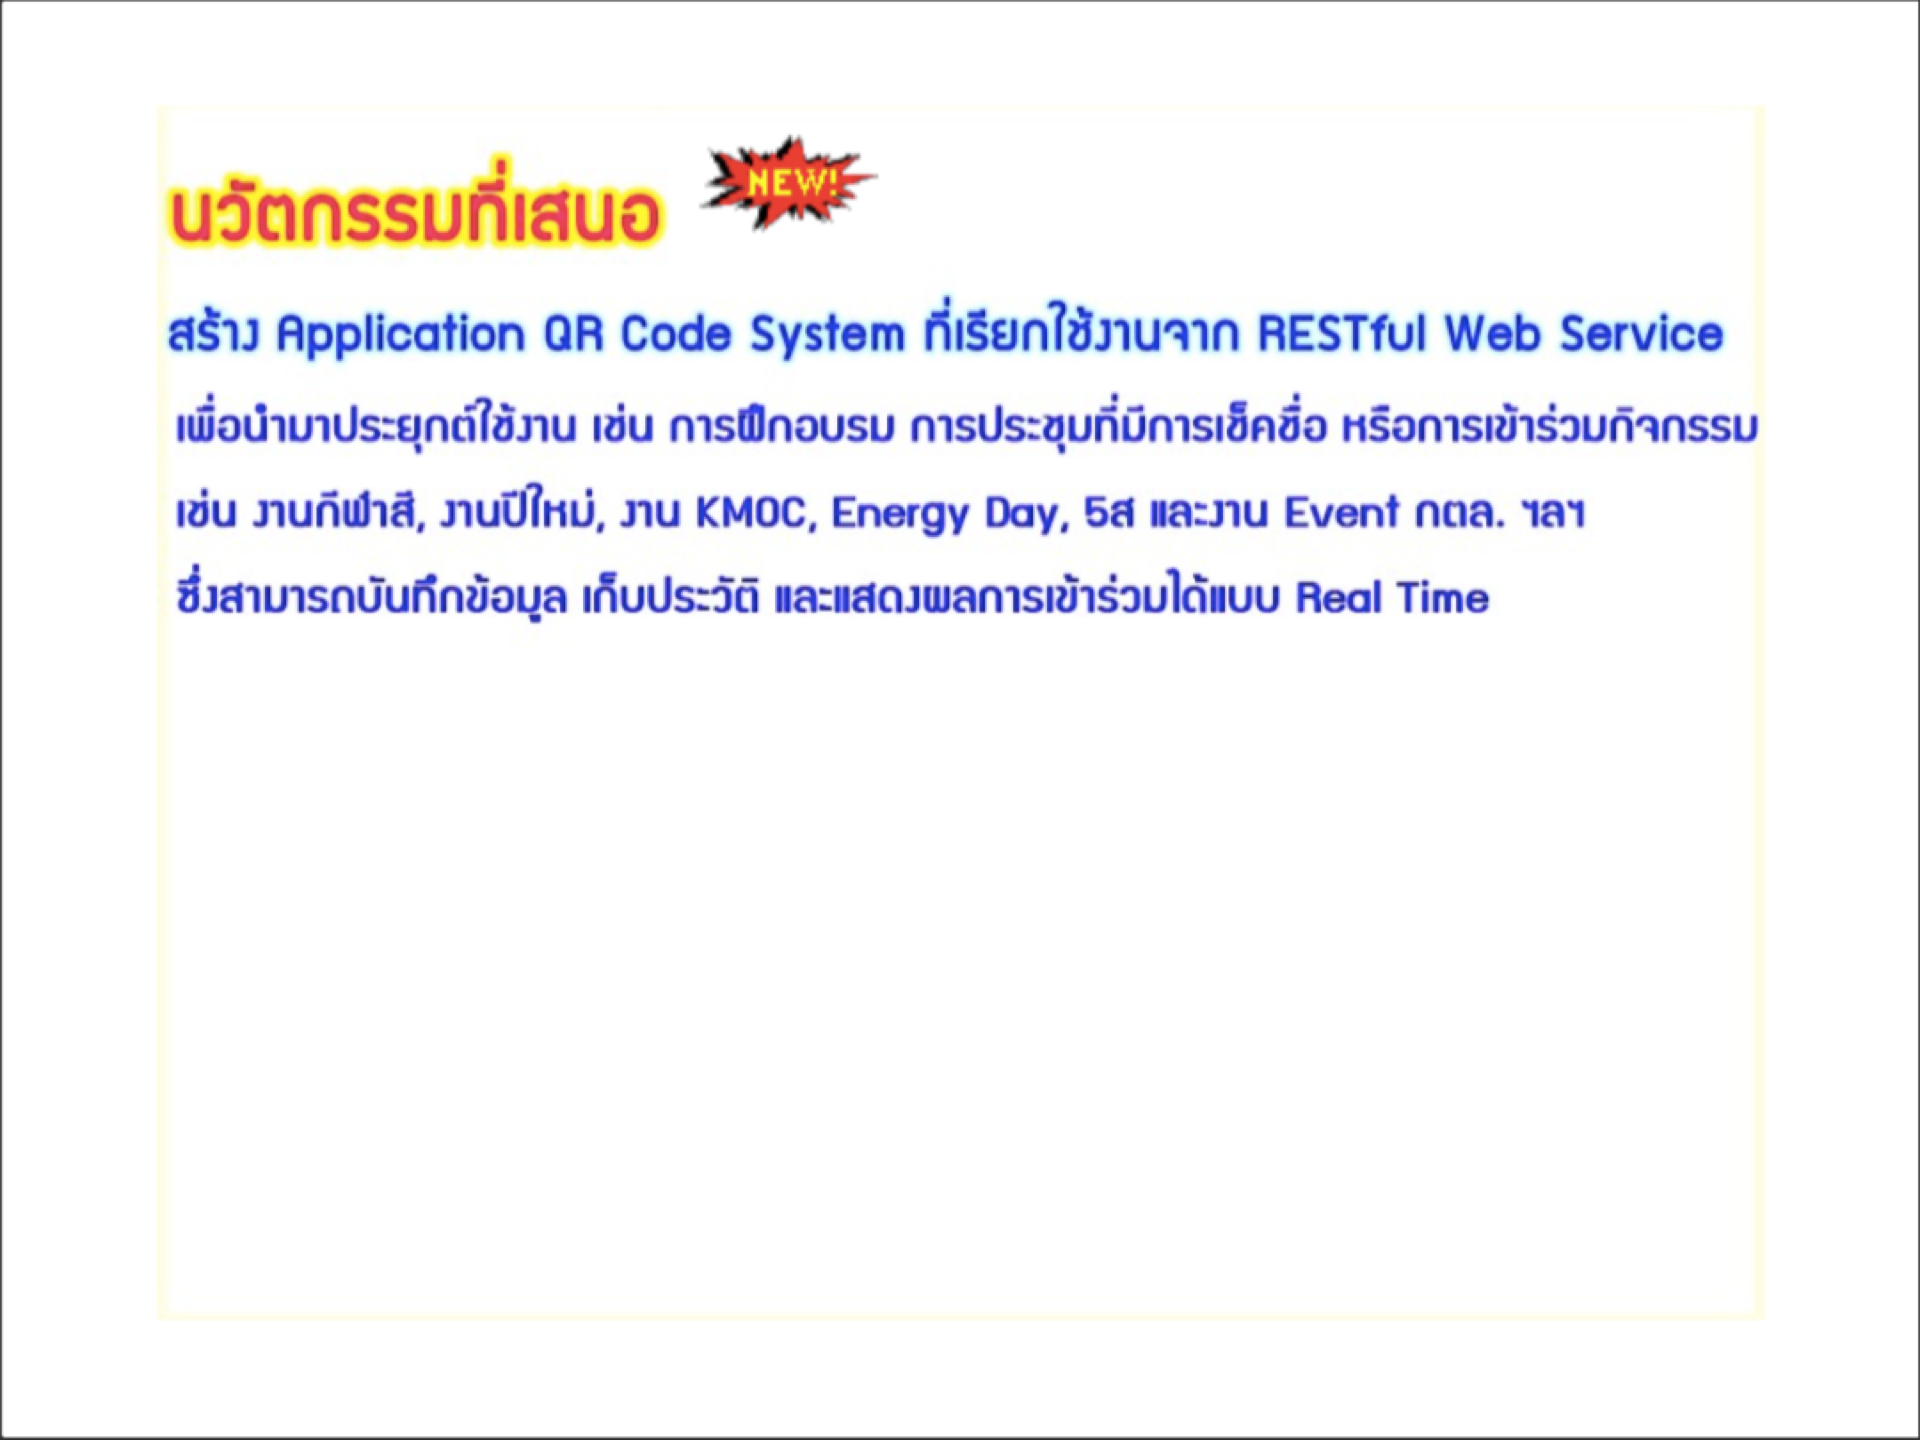 นวัตกรรมที่เสนอ NEW!
สร้าง Application QR Code System ที่เรียกใช้งานจาก RESTful Web Service
เพื่อนำมาประยุกต์ใช้งาน เช่น การฝึกอบรม การประชุมที่มีการเช็คชื่อ หรือการเข้าร่วมกิจกรรม
เช่น งานกีฬาสี, งานปีใหม่, งาน KMOC, Energy Day, 5ส และงาน Event กตล. ฯลฯ
ซึ่งสามารถบันทึกข้อมูล เก็บประวัติ และแสดงผลการเข้าร่วมได้แบบ Real Time